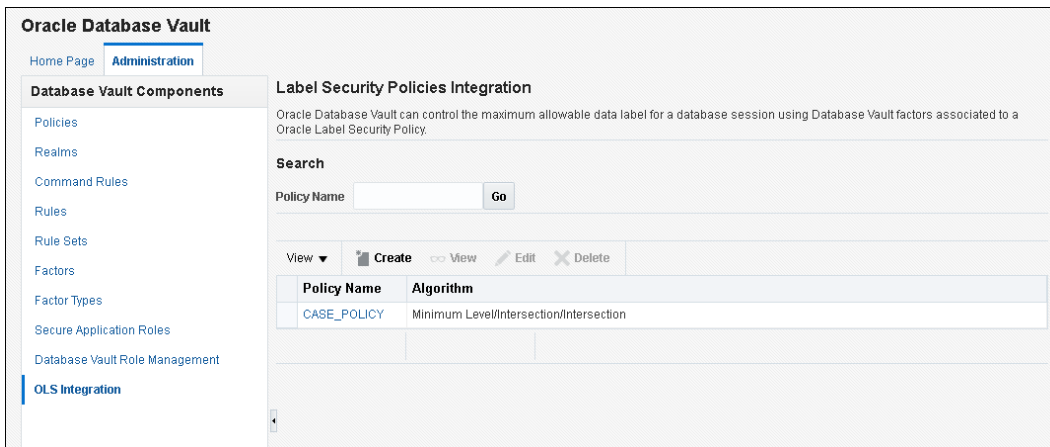 Oracle Database Vault
Home Page Administration
Database Vault Components
Policies
Realms
Command Rules
Rules
Rule Sets
Factors
Factor Types
Secure Application Roles
Database Vault Role Management
OLS Integration
Label Security Policies Integration
Oracle Database Vault can control the maximum allowable data label for a database session using Database Vault factors associated to a
Oracle Label Security Policy.
Search
Policy Name Go
View Create View Edit Delete
Policy Name Algorithm
CASE_POLICY Minimum Level/Intersection/Intersection